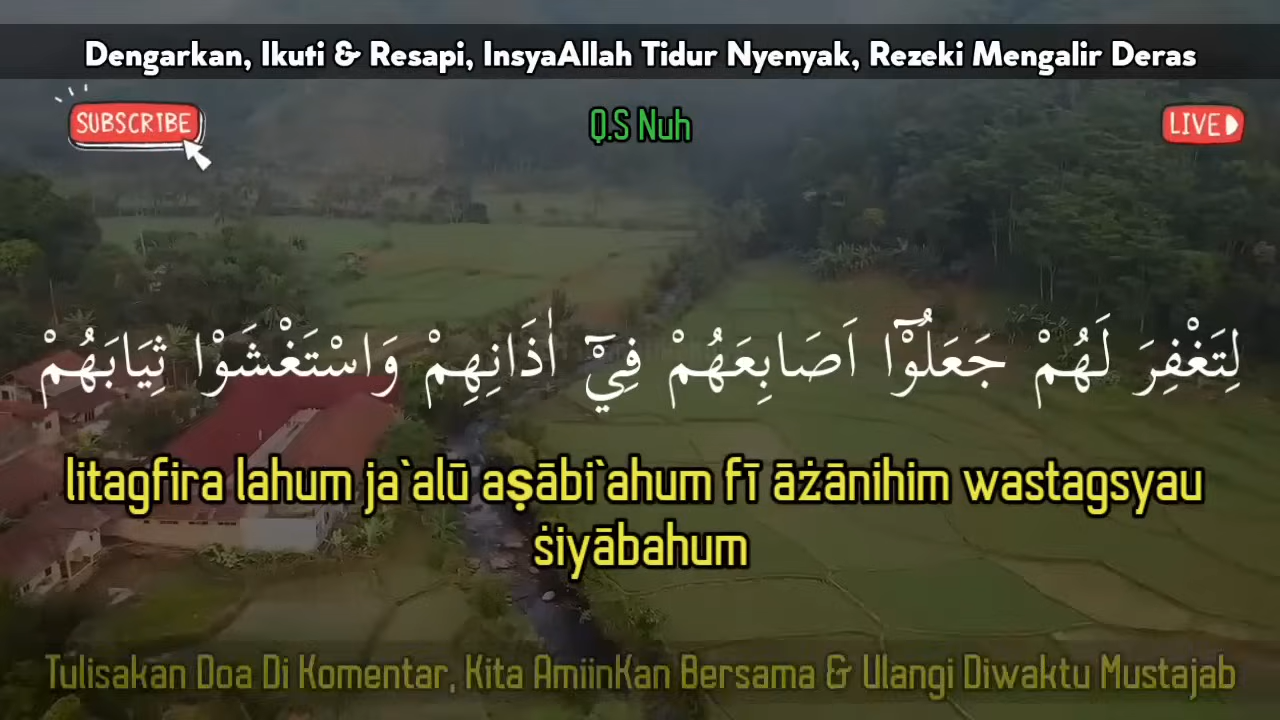 Dengarkan, Ikuti & Resapi, InsyaAllah Tidur Nyenyak, Rezeki Mengalir Deras
SUBSCRIBE
Q.S Nuh
LIVE
لِتَغْفِرَ لَهُمْ جَعَلُوْٓا اَصَابِعَهُمْ فِيْٓ اٰذَانِهِمْ وَاسْتَغْشَوْا ثِيَابَهُمْ
litagfira lahum ja`alū aṣābi`ahum fī āżānihim wastagsyau
ṡiyābahum
Tulisakan Doa Di Komentar, Kita AmiinKan Bersama & Ulangi Diwaktu Mustajab